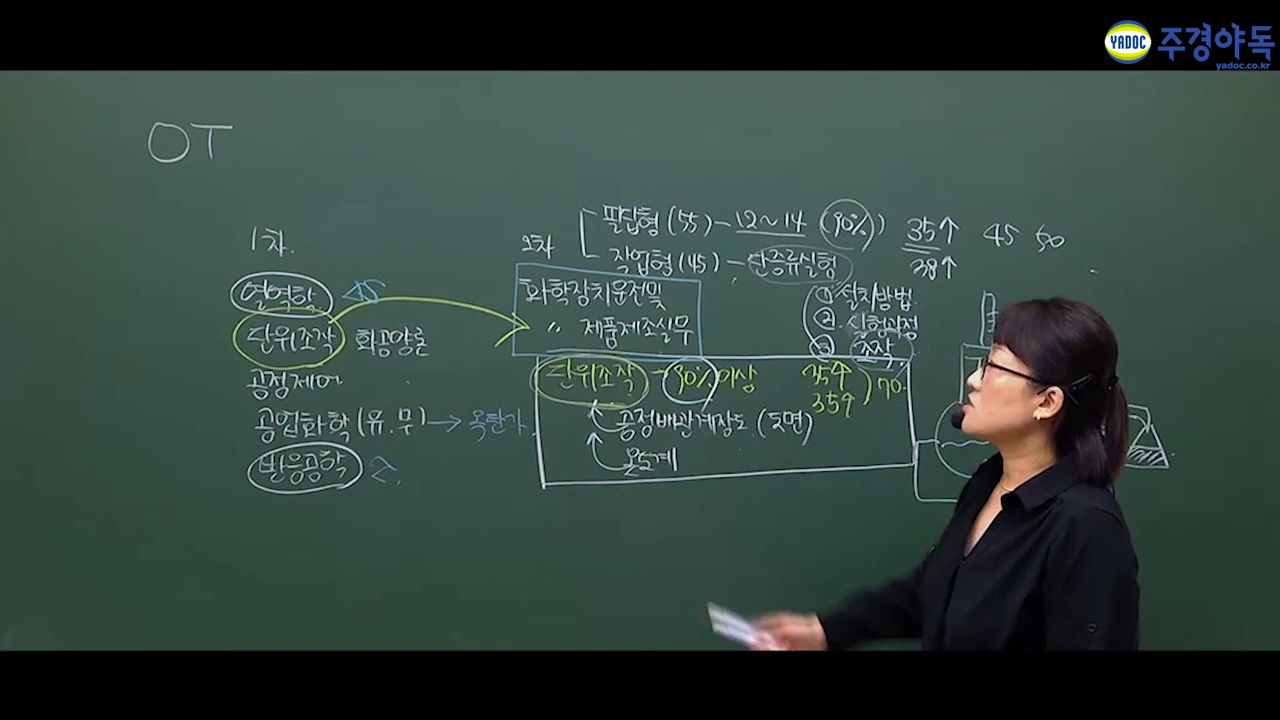 YADOC 주경야독
yadoc.co.kr
OT
1차.
열역학 ΔS
단위조작 화공양론
공정제어
공업화학 (유.무) → 옥탄가
반응공학 2.
2차
필답형 (55) - 12~14 (90%) 35↑ 45 50
작업형 (45) - 단증류실험 38↑
화학장치운전및
〃 제품제조실무
① 설치방법.
② 실험과정
③ 조작.
단위조작 - 90% 이상 35↑
35↑ ) 70.
공정배관계장도. (도면)
온도계